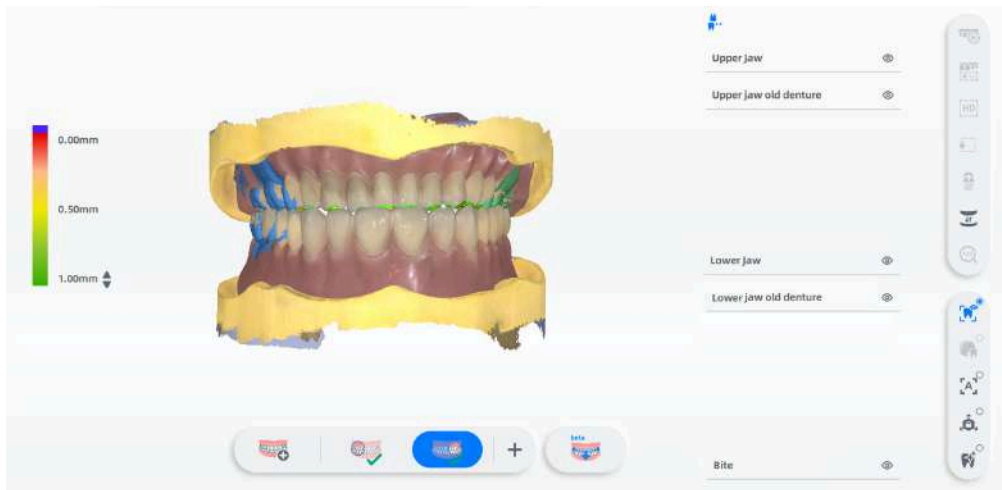 Upper Jaw
Upper jaw old denture
0.00mm
0.50mm
1.00mm
Lower Jaw
Lower jaw old denture
HD
A
beta
Bite